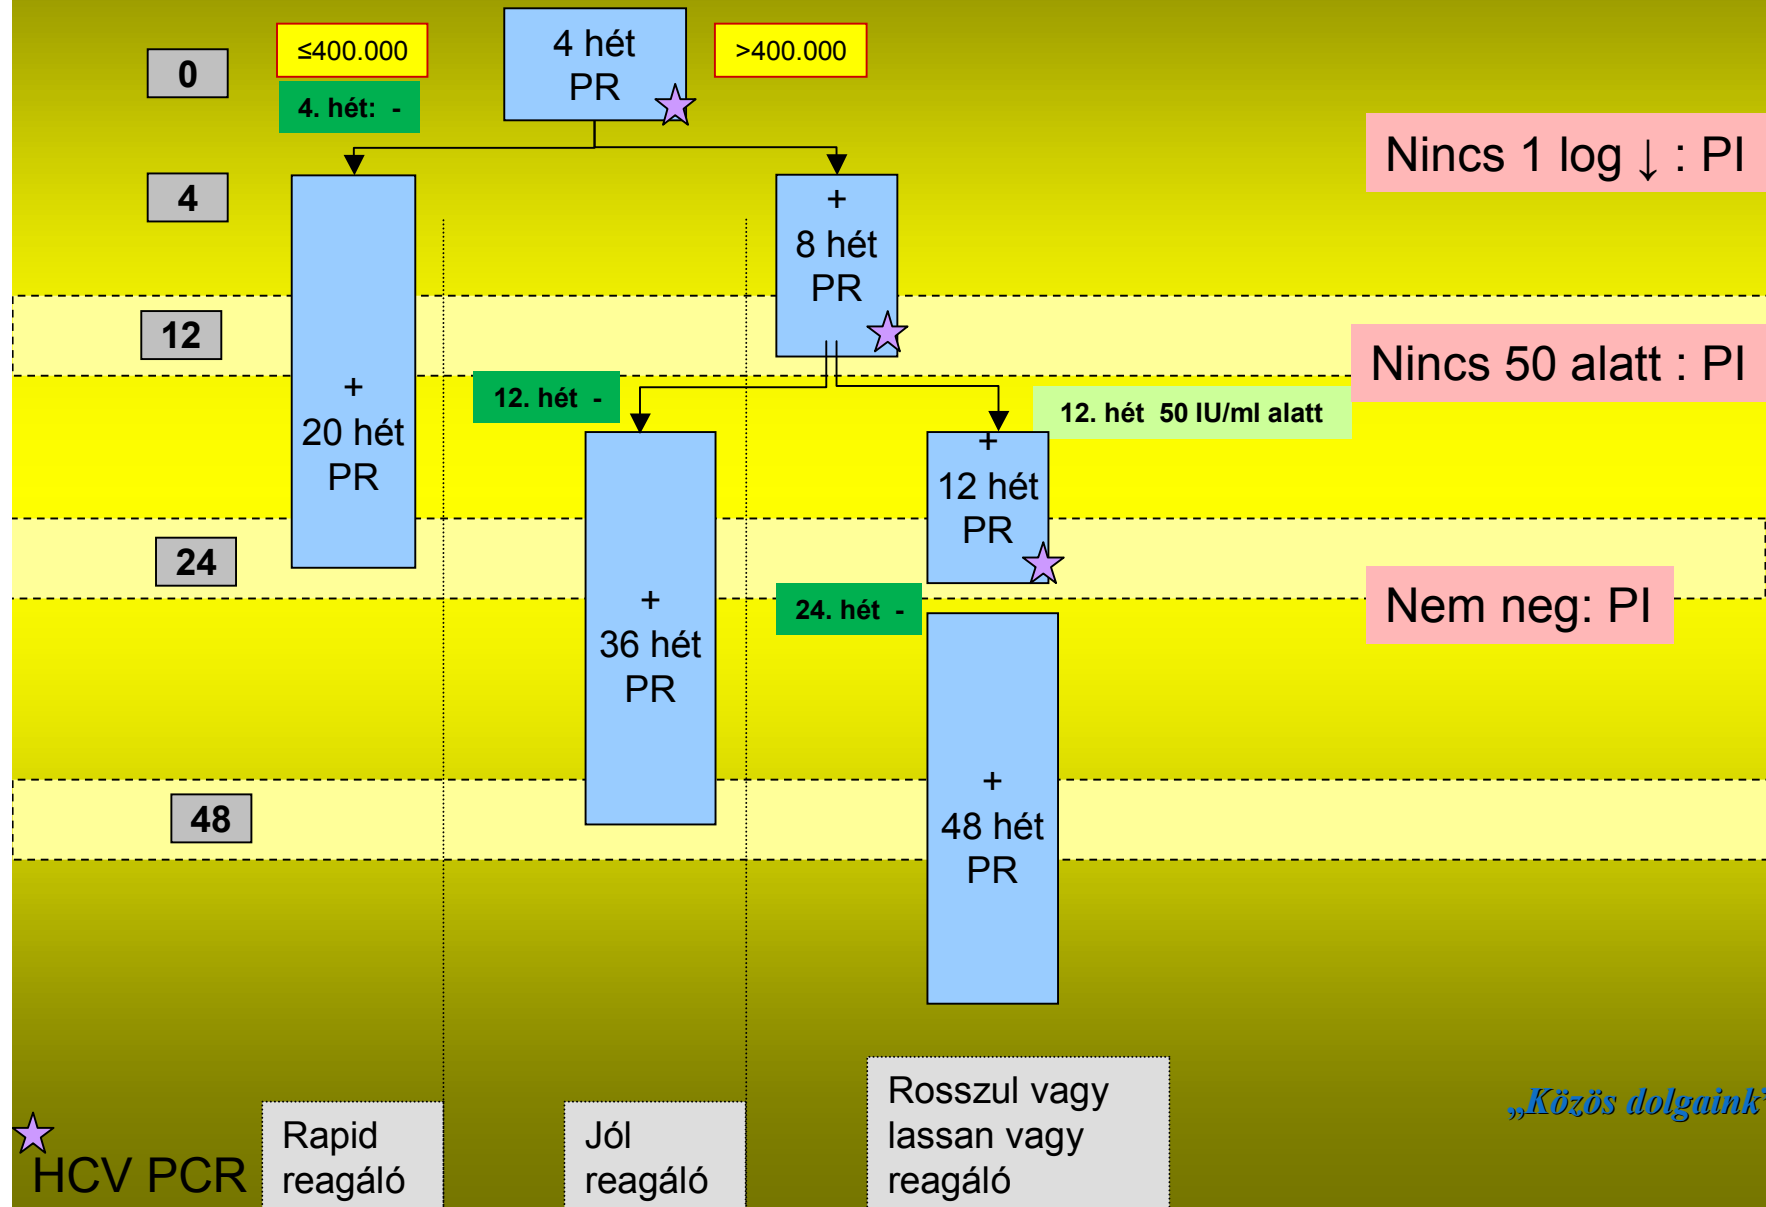 0
≤400.000
4. hét: -
4 hét
PR
>400.000
Nincs 1 log ↓ : PI
4
+
8 hét
PR
12
Nincs 50 alatt : PI
+
20 hét
PR
12. hét -
12. hét 50 IU/ml alatt
+
12 hét
PR
24
+
36 hét
PR
24. hét -
Nem neg: PI
48
+
48 hét
PR
HCV PCR
Rapid
reagáló
Jól
reagáló
Rosszul vagy
lassan vagy
reagáló
„Közös dolgaink”